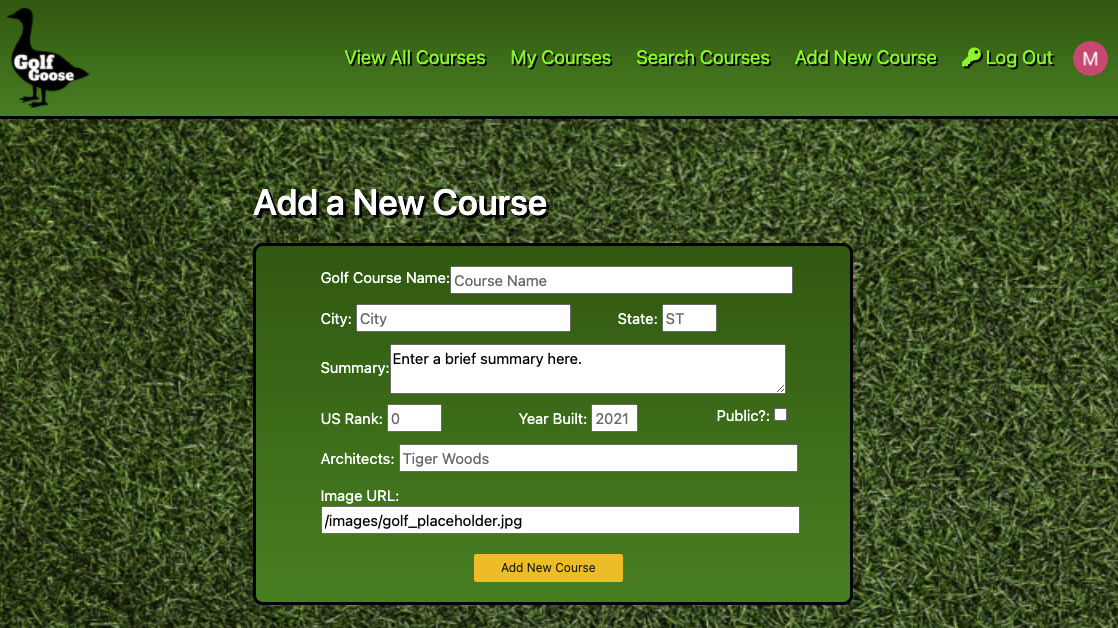 Golf
Goose
View All Courses My Courses Search Courses Add New Course Log Out M
Add a New Course
Golf Course Name: Course Name
City: City State: ST
Summary: Enter a brief summary here.
US Rank: 0 Year Built: 2021 Public?:
Architects: Tiger Woods
Image URL:
/images/golf_placeholder.jpg
Add New Course